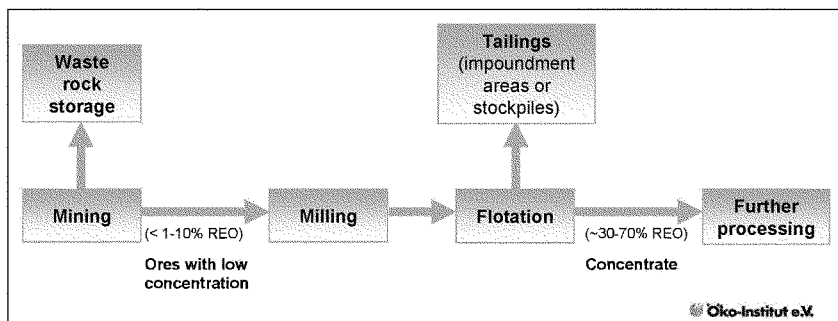 Waste
rock
storage
Tailings
(impoundment
areas or
stockpiles)
Mining
(< 1-10% REO)
Ores with low
concentration
Milling
Flotation
(~30-70% REO)
Concentrate
Further
processing
Öko-Institut e.V.